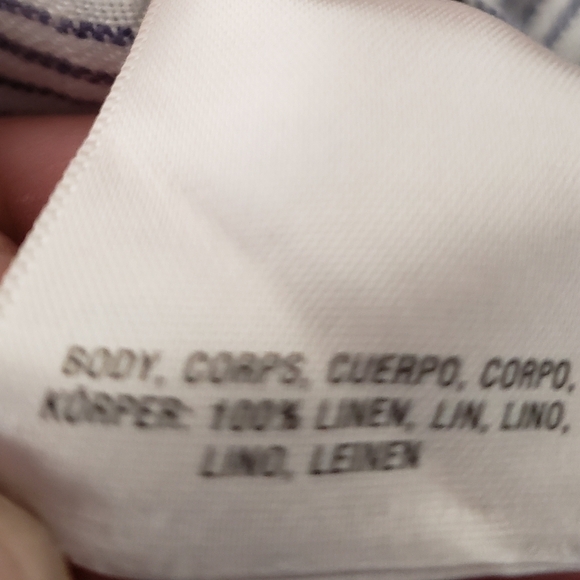 BODY, CORPS, CUERPO, CORPO,
KÖRPER: 100% LINEN, LIN, LINO,
LINO, LEINEN